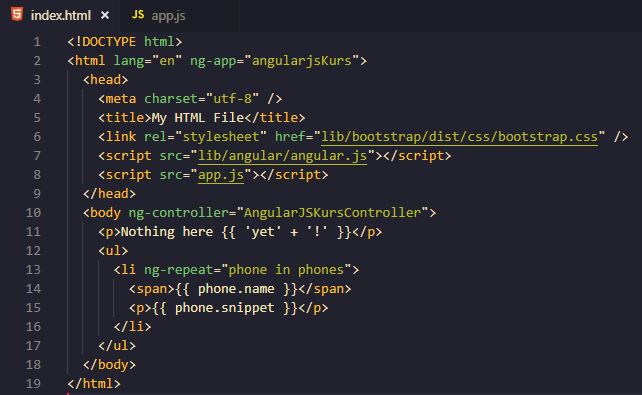 index.html × JS app.js
1 <!DOCTYPE html>
2 <html lang="en" ng-app="angularjsKurs">
3 <head>
4 <meta charset="utf-8" />
5 <title>My HTML File</title>
6 <link rel="stylesheet" href="lib/bootstrap/dist/css/bootstrap.css" />
7 <script src="lib/angular/angular.js"></script>
8 <script src="app.js"></script>
9 </head>
10 <body ng-controller="AngularJSKursController">
11 <p>Nothing here {{ 'yet' + '!' }}</p>
12 <ul>
13 <li ng-repeat="phone in phones">
14 <span>{{ phone.name }}</span>
15 <p>{{ phone.snippet }}</p>
16 </li>
17 </ul>
18 </body>
19 </html>